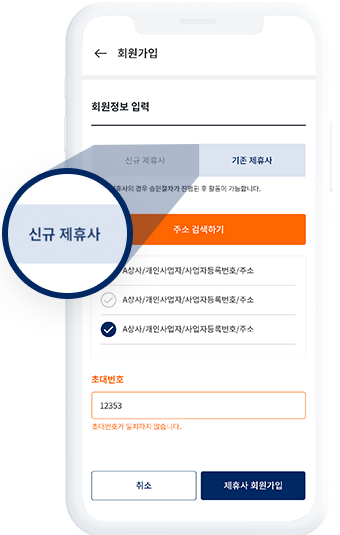 회원가입
회원정보 입력
신규 제휴사
기존 제휴사
신규 제휴사
경우 승인절차가 진행된 후 활동이 가능합니다.
주소 검색하기
A상사/개인사업자/사업자등록번호/주소
A상사/개인사업자/사업자등록번호/주소
A상사/개인사업자/사업자등록번호/주소
초대번호
12353
초대번호가 일치하지 않습니다.
취소
제휴사 회원가입